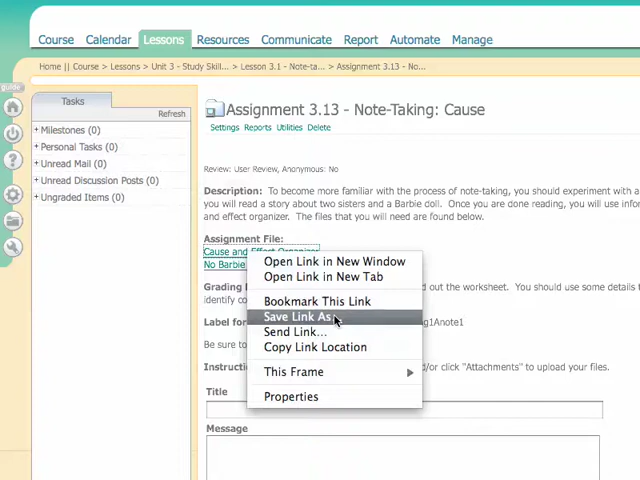 Course Calendar Lessons Resources Communicate Report Automate Manage
Home || Course > Lessons > Unit 3 - Study Skill... > Lesson 3.1 - Note-ta... > Assignment 3.13 - No...
guide
Tasks
Refresh
+ Milestones (0)
+ Personal Tasks (0)
+ Unread Mail (0)
+ Unread Discussion Posts (0)
+ Ungraded Items (0)
Assignment 3.13 - Note-Taking: Cause
Settings Reports Utilities Delete
Review: User Review, Anonymous: No
Description: To become more familiar with the process of note-taking, you should experiment with a
you will read a story about two sisters and a Barbie doll. Once you are done reading, you will use infor
and effect organizer. The files that you will need are found below.
Assignment File:
Cause and Effect Organizer
No Barbie
Open Link in New Window
Open Link in New Tab
Bookmark This Link
Save Link As...
Send Link...
Copy Link Location
This Frame
Properties
Grading
out the worksheet. You should use some details
identify co
Label for
g1Anote1
Be sure to
Instruc
d/or click "Attachments" to upload your files.
Title
Message